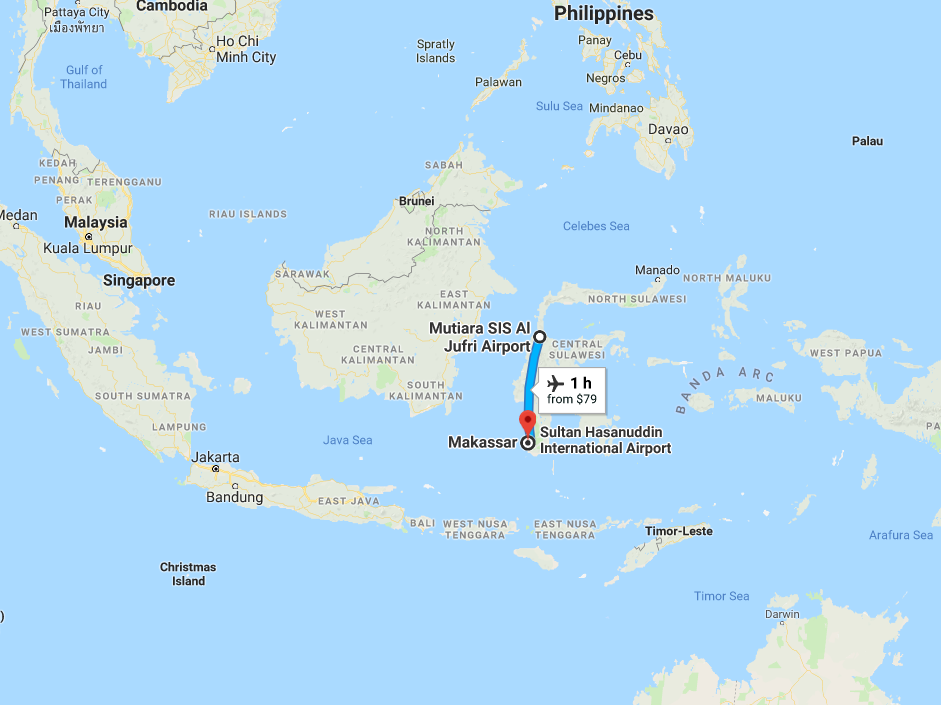 Cambodia
Philippines
Pattaya City
เมืองพัทยา
Ho Chi
Minh City
Spratly
Islands
Panay
Cebu
Gulf of
Thailand
Palawan
Negros
Sulu Sea
Mindanao
Davao
Palau
KEDAH
PENANG
TERENGGANU
PERAK
SABAH
Brunei
Medan
Malaysia
RIAU ISLANDS
Celebes Sea
NORTH
KALIMANTAN
Kuala Lumpur
Singapore
SARAWAK
Manado
NORTH MALUKU
RIAU
EAST
KALIMANTAN
NORTH SULAWESI
WEST
KALIMANTAN
WEST SUMATRA
JAMBI
Mutiara SIS Al
Jufri Airport
CENTRAL
SULAWESI
CENTRAL
KALIMANTAN
WEST PAPUA
BANDA ARC
1 h
from $79
SOUTH
KALIMANTAN
SOUTH SUMATRA
MALUKU
LAMPUNG
Java Sea
Makassar
Sultan Hasanuddin
International Airport
PA
Jakarta
Bandung
EAST JAVA
BALI
WEST NUSA
TENGGARA
EAST NUSA
TENGGARA
Timor-Leste
Arafura Sea
Christmas
Island
Timor Sea
Darwin
)